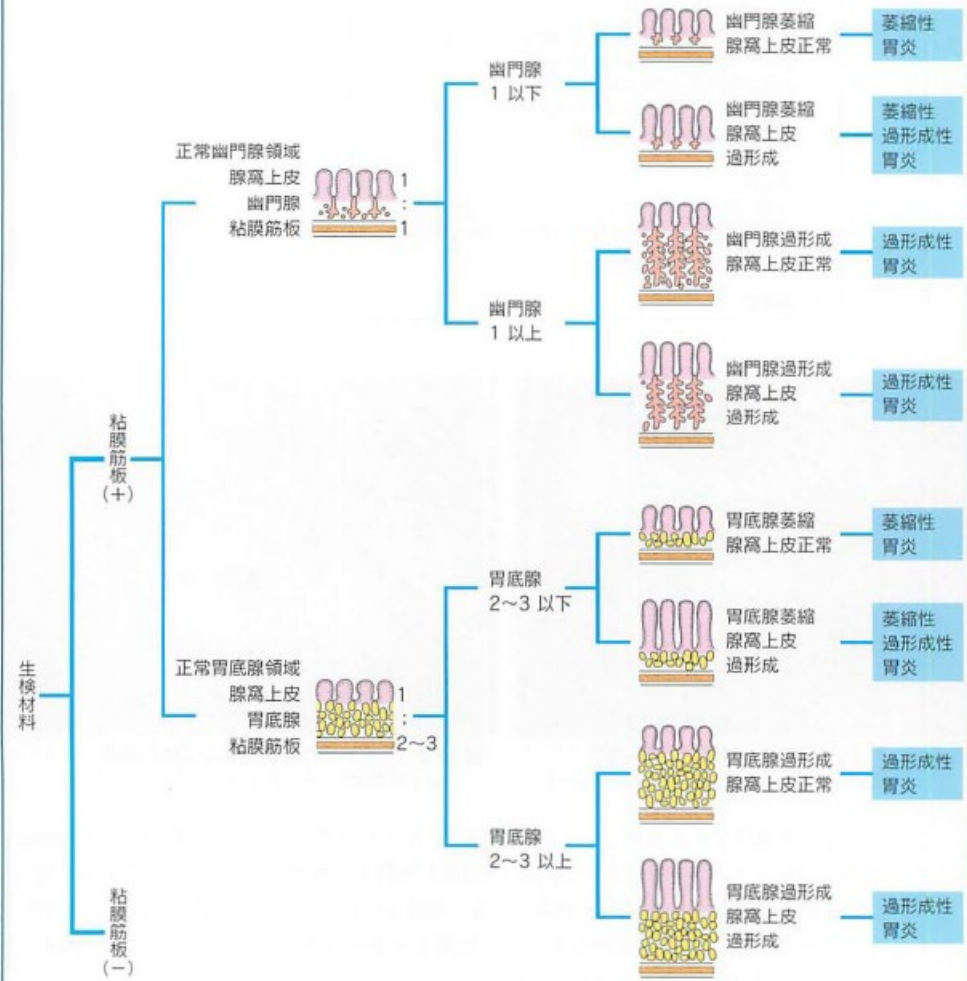 生検材料
粘膜筋板
(+)
正常幽門腺領域
腺窩上皮
幽門腺
粘膜筋板
1
:
1
幽門腺
1 以下
幽門腺萎縮
腺窩上皮正常
萎縮性
胃炎
幽門腺萎縮
腺窩上皮
過形成
萎縮性
過形成性
胃炎
幽門腺
1 以上
幽門腺過形成
腺窩上皮正常
過形成性
胃炎
幽門腺過形成
腺窩上皮
過形成
過形成性
胃炎
正常胃底腺領域
腺窩上皮
胃底腺
粘膜筋板
1
:
2〜3
胃底腺
2〜3 以下
胃底腺萎縮
腺窩上皮正常
萎縮性
胃炎
胃底腺萎縮
腺窩上皮
過形成
萎縮性
過形成性
胃炎
胃底腺
2〜3 以上
胃底腺過形成
腺窩上皮正常
過形成性
胃炎
胃底腺過形成
腺窩上皮
過形成
過形成性
胃炎
粘膜筋板
(−)